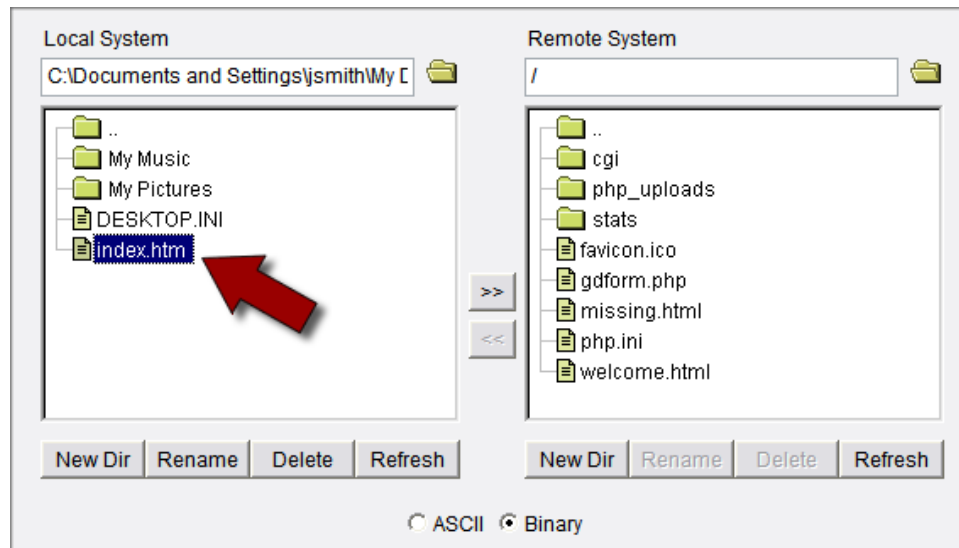 Local System
C:\Documents and Settings\jsmith\My D
..
My Music
My Pictures
DESKTOP.INI
index.htm
New Dir Rename Delete Refresh
>>
<<
Remote System
/
..
cgi
php_uploads
stats
favicon.ico
gdform.php
missing.html
php.ini
welcome.html
New Dir Rename Delete Refresh
ASCII Binary